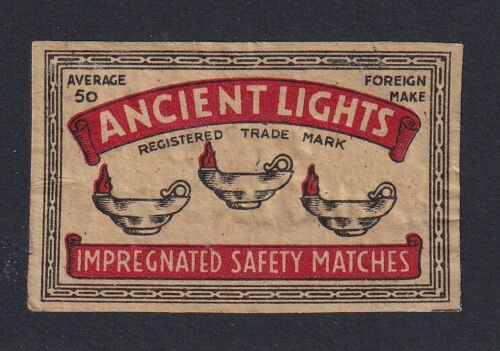 AVERAGE
50
FOREIGN
MAKE
ANCIENT LIGHTS
REGISTERED TRADE MARK
IMPREGNATED SAFETY MATCHES